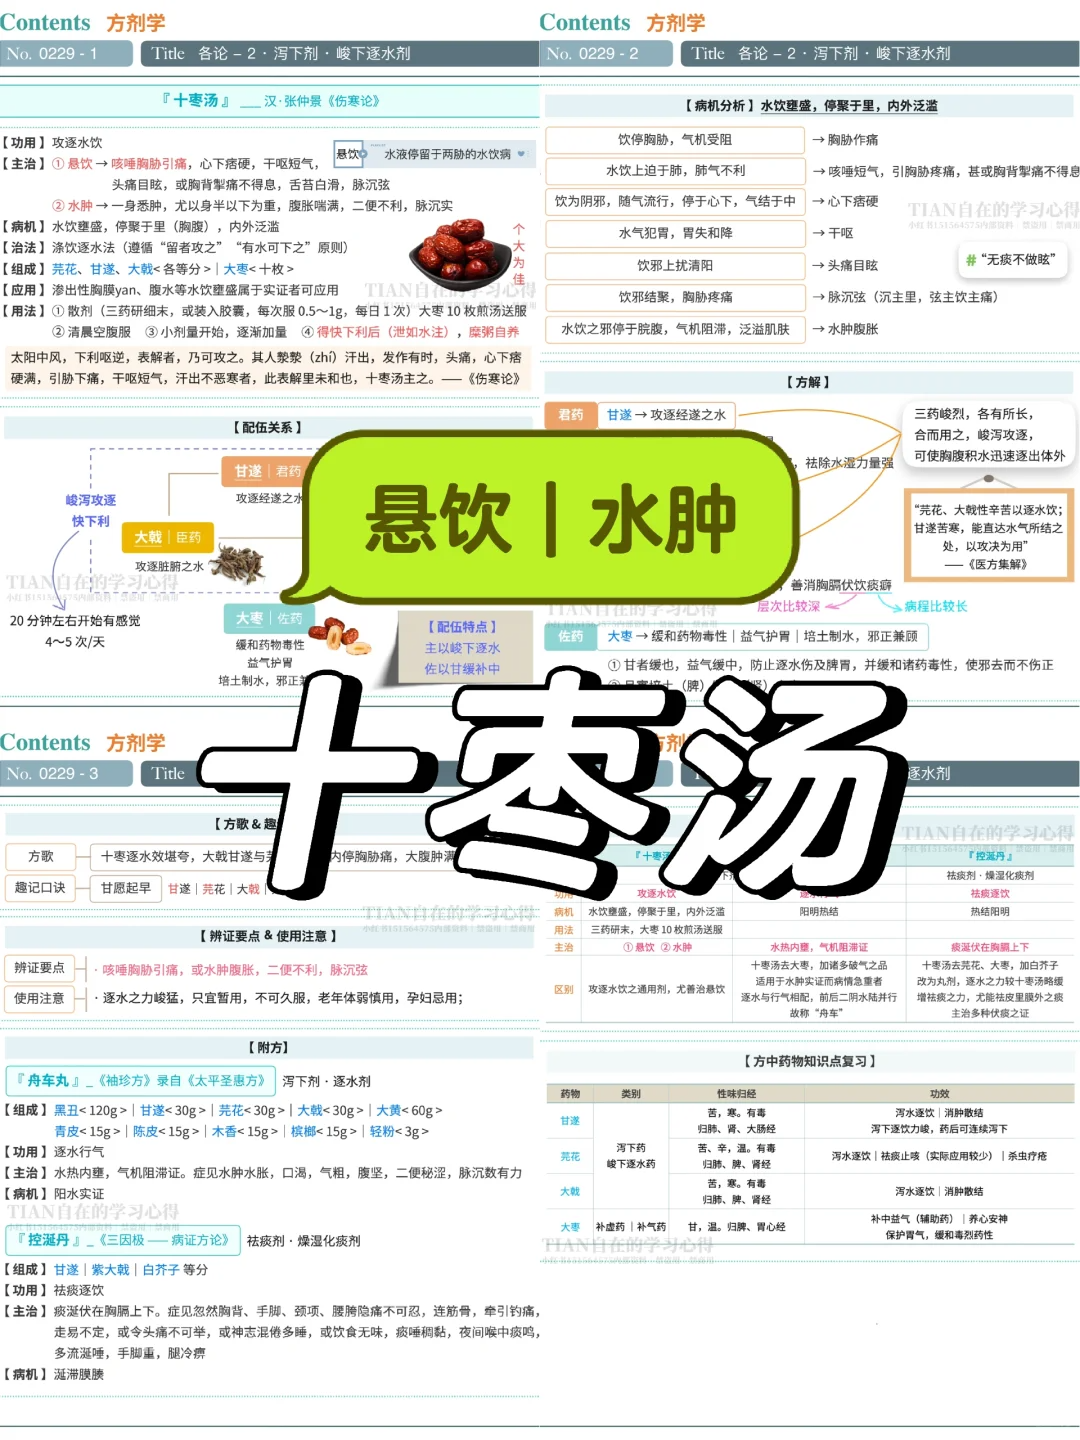 Contents 方剂学
No. 0229 - 1 Title 各论 – 2 · 泻下剂 · 峻下逐水剂
『 十枣汤 』 ___ 汉·张仲景《伤寒论》
【 功用 】 攻逐水饮
【 主治 】 ① 悬饮 → 咳唾胸胁引痛，心下痞硬，干呕短气，
头痛目眩，或胸背掣痛不得息，舌苔白滑，脉沉弦
② 水肿 → 一身悉肿，尤以身半以下为重，腹胀喘满，二便不利，脉沉实
悬饮 水液停留于两胁的水饮病
【 病机 】 水饮壅盛，停聚于里（胸腹），内外泛滥
【 治法 】 涤饮逐水法（遵循“留者攻之” “有水可下之”原则）
【 组成 】 芫花、甘遂、大戟< 各等分 >｜大枣< 十枚 >
【 应用 】 渗出性胸膜yan、腹水等水饮壅盛属于实证者可应用
【 用法 】 ① 散剂（三药研细末，或装入胶囊，每次服 0.5～1g，每日 1 次）大枣 10 枚煎汤送服
② 清晨空腹服 ③ 小剂量开始，逐渐加量 ④ 得快下利后（泄如水注），糜粥自养
个大为佳
太阳中风，下利呕逆，表解者，乃可攻之。其人漐漐（zhí）汗出，发作有时，头痛，心下痞
硬满，引胁下痛，干呕短气，汗出不恶寒者，此表解里未和也，十枣汤主之。——《伤寒论》
【 配伍关系 】
甘遂｜君药
攻逐经遂之水
峻泻攻逐
快下利
大戟｜臣药
攻逐脏腑之水
20 分钟左右开始有感觉
4～5 次/天
大枣｜佐药
缓和药物毒性
益气护胃
培土制水，邪正兼
【 配伍特点 】
主以峻下逐水
佐以甘缓补中
Contents 方剂学
No. 0229 - 2 Title 各论 – 2 · 泻下剂 · 峻下逐水剂
【 病机分析 】水饮壅盛，停聚于里，内外泛滥
饮停胸胁，气机受阻 → 胸胁作痛
水饮上迫于肺，肺气不利 → 咳唾短气，引胸胁疼痛，甚或胸背掣痛不得息
饮为阴邪，随气流行，停于心下，气结于中 → 心下痞硬
水气犯胃，胃失和降 → 干呕
饮邪上扰清阳 → 头痛目眩
# “无痰不做眩”
饮邪结聚，胸胁疼痛 → 脉沉弦（沉主里，弦主饮主痛）
水饮之邪停于脘腹，气机阻滞，泛溢肌肤 → 水肿腹胀
【 方解 】
君药 甘遂 → 攻逐经遂之水
，祛除水湿力量强
三药峻烈，各有所长，
合而用之，峻泻攻逐，
可使胸腹积水迅速逐出体外
“芫花、大戟性辛苦以逐水饮；
甘遂苦寒，能直达水气所结之
处，以攻决为用”
——《医方集解》
，善消胸膈伏饮痰癖
层次比较深 病程比较长
佐药 大枣 → 缓和药物毒性｜益气护胃｜培土制水，邪正兼顾
① 甘者缓也，益气缓中，防止逐水伤及脾胃，并缓和诸药毒性，使邪去而不伤正
悬饮｜水肿
十枣汤
Contents 方剂学
No. 0229 - 3 Title
【 方歌 & 趣
方歌 十枣逐水效堪夸，大戟甘遂与芫 内停胸胁痛，大腹肿满
趣记口诀 甘愿起早 甘遂｜芫花｜大戟
【 辨证要点 & 使用注意 】
辨证要点 · 咳唾胸胁引痛，或水肿腹胀，二便不利，脉沉弦
使用注意 · 逐水之力峻猛，只宜暂用，不可久服，老年体弱慎用，孕妇忌用；
【 附方】
『 舟车丸 』_《袖珍方》录自《太平圣惠方》 泻下剂 · 逐水剂
【 组成 】 黑丑< 120g >｜甘遂< 30g >｜芫花< 30g >｜大戟< 30g >｜大黄< 60g >
青皮< 15g >｜陈皮< 15g >｜木香< 15g >｜槟榔< 15g >｜轻粉< 3g >
【 功用 】 逐水行气
【 主治 】 水热内壅，气机阻滞证。症见水肿水胀，口渴，气粗，腹坚，二便秘涩，脉沉数有力
【 病机 】 阳水实证
『 控涎丹 』_《三因极 —— 病证方论》 祛痰剂 · 燥湿化痰剂
【 组成 】 甘遂｜紫大戟｜白芥子 等分
【 功用 】 祛痰逐饮
【 主治 】 痰涎伏在胸膈上下。症见忽然胸背、手脚、颈项、腰胯隐痛不可忍，连筋骨，牵引钓痛，
走易不定，或令头痛不可举，或神志混倦多睡，或饮食无味，痰唾稠黏，夜间喉中痰鸣，
多流涎唾，手脚重，腿冷痹
【 病机 】 涎滞膜腠
逐水剂
『 十枣汤 『 控涎丹 』
祛痰剂 · 燥湿化痰剂
功用 攻逐水饮 祛痰逐饮
病机 水饮壅盛，停聚于里，内外泛滥 阳明热结 热结阳明
用法 三药研末，大枣 10 枚煎汤送服
主治 ① 悬饮 ② 水肿 水热内壅，气机阻滞证 痰涎伏在胸膈上下
区别 攻逐水饮之通用剂，尤善治悬饮
十枣汤去大枣，加诸多破气之品
适用于水肿实证而病情急重者
逐水与行气相配，前后二阴水陆并行
故称 “舟车”
十枣汤去芫花、大枣，加白芥子
改为丸剂，逐水之力较十枣汤略缓
增祛痰之力，尤能祛皮里膜外之痰
主治多种伏痰之证
【 方中药物知识点复习 】
药物 类别 性味归经 功效
甘遂 苦，寒。有毒
归肺、肾、大肠经 泻水逐饮｜消肿散结
泻下逐饮力峻，药后可连续泻下
泻下药
峻下逐水药
芫花 苦、辛，温。有毒
归肺、脾、肾经 泻水逐饮｜祛痰止咳（实际应用较少）｜杀虫疗疮
大戟 苦，寒。有毒
归肺、脾、肾经 泻水逐饮｜消肿散结
大枣 补虚药｜补气药 甘，温。归脾、胃心经 补中益气（辅助药）｜养心安神
保护胃气，缓和毒烈药性
TIAN自在的学习心得